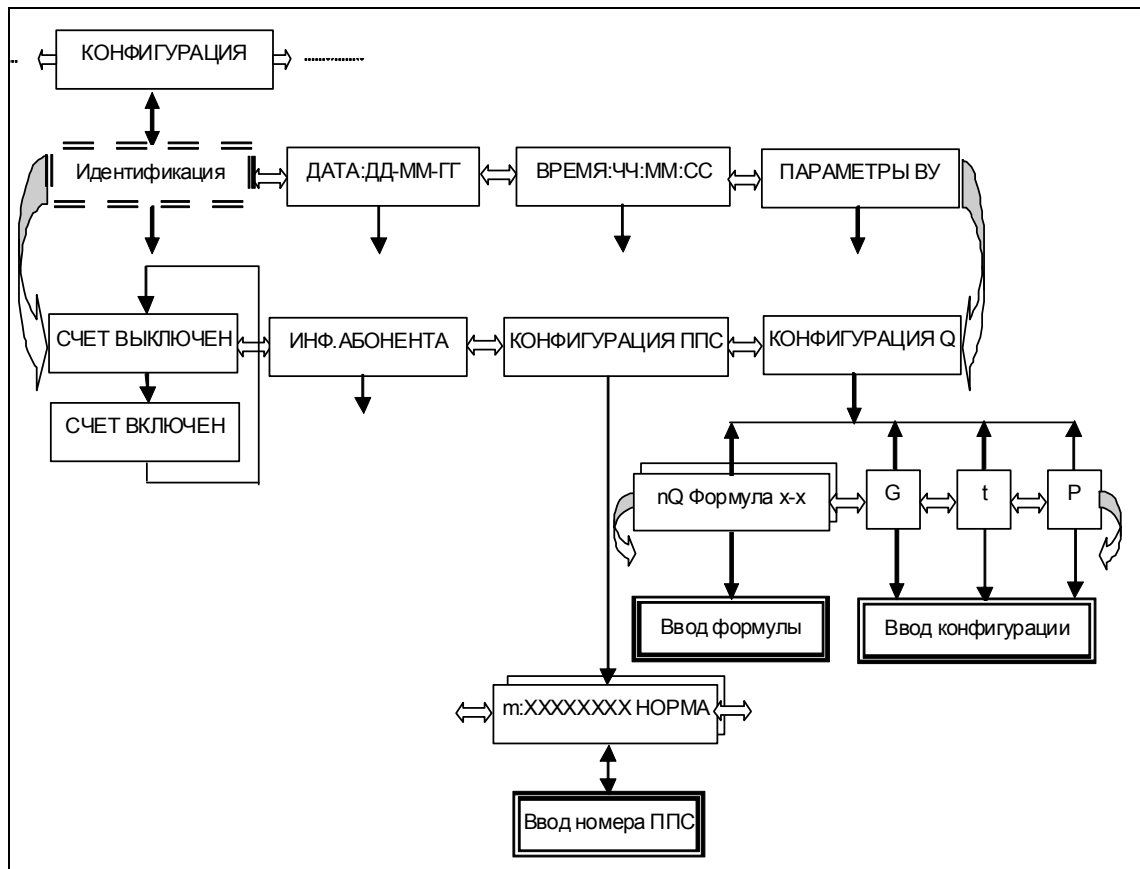 КОНФИГУРАЦИЯ
Идентификация
ДАТА:ДД-ММ-ГГ
ВРЕМЯ:ЧЧ:ММ:СС
ПАРАМЕТРЫ ВУ
СЧЕТ ВЫКЛЮЧЕН
ИНФ.АБОНЕНТА
КОНФИГУРАЦИЯ ППС
КОНФИГУРАЦИЯ Q
СЧЕТ ВКЛЮЧЕН
nQ Формула x-x
G
t
P
Ввод формулы
Ввод конфигурации
m:XXXXXXXX НОРМА
Ввод номера ППС